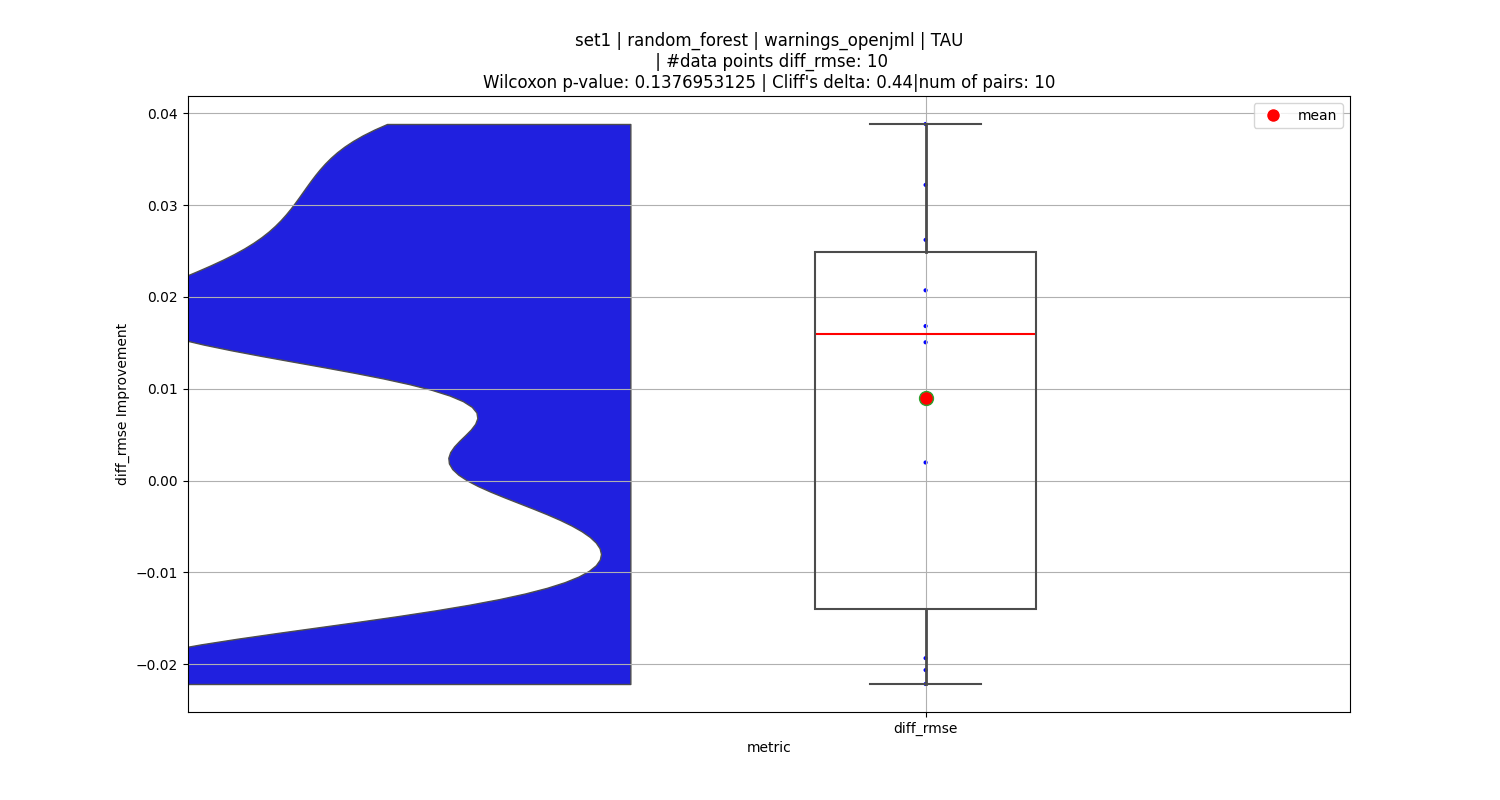 set1 | random_forest | warnings_openjml | TAU
| #data points diff_rmse: 10
Wilcoxon p-value: 0.1376953125 | Cliff's delta: 0.44|num of pairs: 10
mean
0.04
0.03
0.02
0.01
0.00
−0.01
−0.02
diff_rmse Improvement
diff_rmse
metric